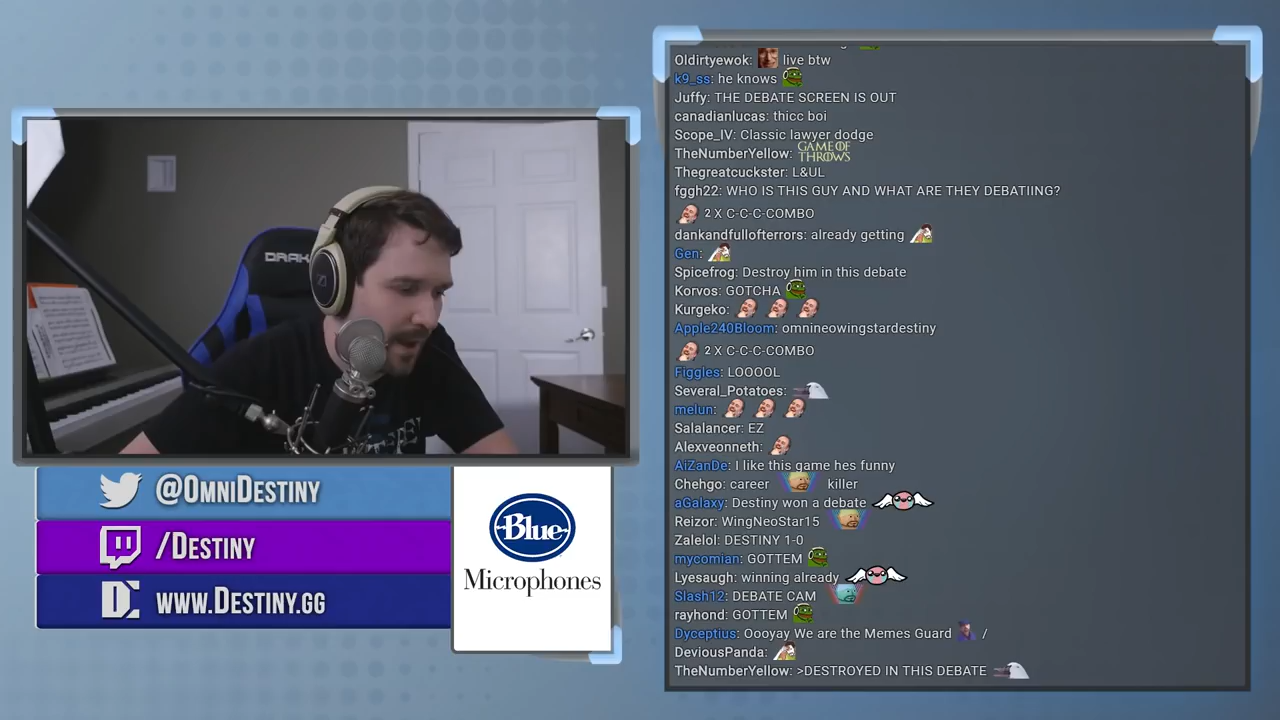 DRAK
@OmniDestiny
/Destiny
www.Destiny.gg
Blue
Microphones
Oldirtyewok: live btw
k9_ss: he knows
Juffy: THE DEBATE SCREEN IS OUT
canadianlucas: thicc boi
Scope_IV: Classic lawyer dodge
TheNumberYellow: GAME OF THROWS
Thegreatcuckster: L&UL
fggh22: WHO IS THIS GUY AND WHAT ARE THEY DEBATIING?
2 X C-C-C-COMBO
dankandfullofterrors: already getting
Gen:
Spicefrog: Destroy him in this debate
Korvos: GOTCHA
Kurgeko:
Apple240Bloom: omnineowingstardestiny
2 X C-C-C-COMBO
Figgles: LOOOOL
Several_Potatoes:
melun:
Salalancer: EZ
Alexveonneth:
AiZanDe: I like this game hes funny
Chehgo: career killer
aGalaxy: Destiny won a debate
Reizor: WingNeoStar15
Zalelol: DESTINY 1-0
mycomian: GOTTEM
Lyesaugh: winning already
Slash12: DEBATE CAM
rayhond: GOTTEM
Dyceptius: Oooyay We are the Memes Guard /
DeviousPanda:
TheNumberYellow: >DESTROYED IN THIS DEBATE